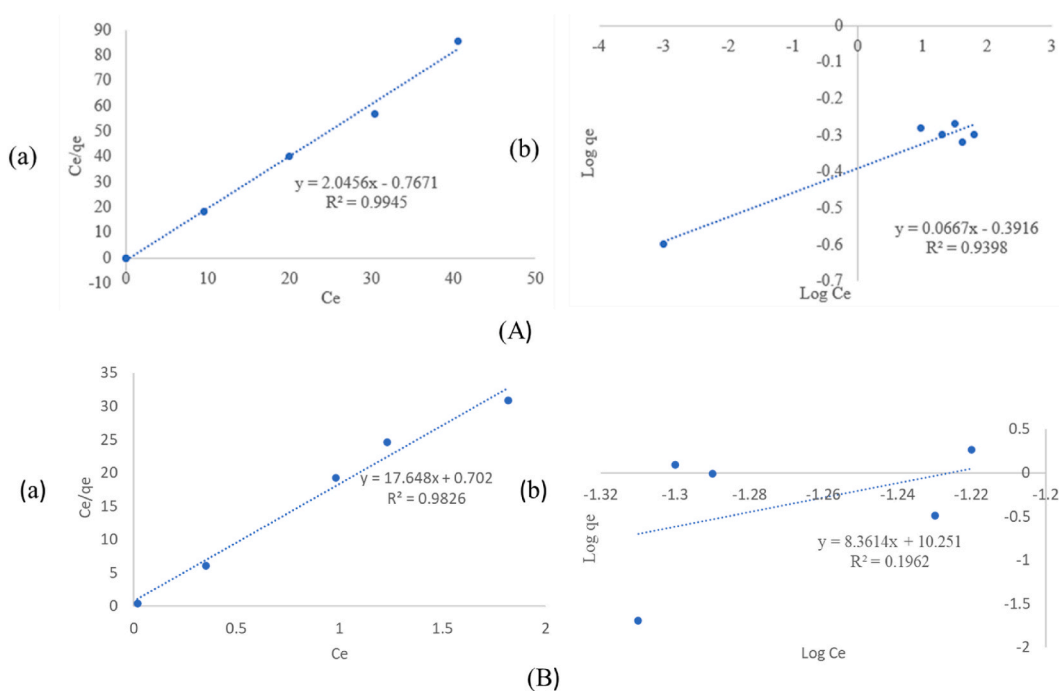 90
80
70
60
50
40
30
20
10
0
-10
0
10
20
30
40
50
Ce/qe
Ce
y = 2.0456x - 0.7671
R² = 0.9945
(a)
0
-0.1
-0.2
-0.3
-0.4
-0.5
-0.6
-0.7
-4
-3
-2
-1
0
1
2
3
Log qe
Log Ce
y = 0.0667x - 0.3916
R² = 0.9398
(b)
(A)
35
30
25
20
15
10
5
0
0
0.5
1
1.5
2
Ce/qe
Ce
y = 17.648x + 0.702
R² = 0.9826
(a)
0.5
0
-0.5
-1
-1.5
-2
-1.32
-1.3
-1.28
-1.26
-1.24
-1.22
-1.2
Log qe
Log Ce
y = 8.3614x + 10.251
R² = 0.1962
(b)
(B)